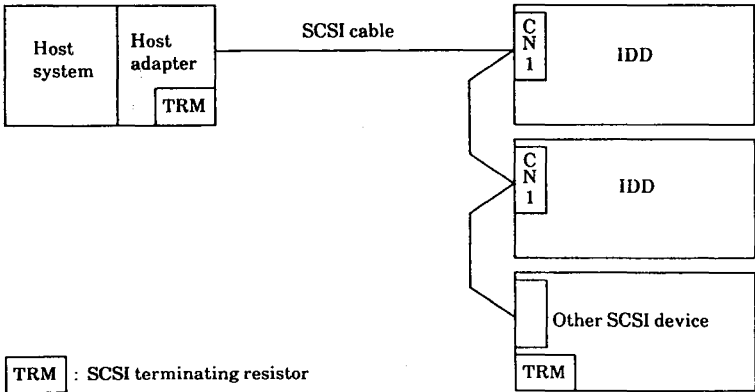 Host
system
Host
adapter
TRM
SCSI cable
C
N
1
IDD
C
N
1
IDD
Other SCSI device
TRM
TRM : SCSI terminating resistor